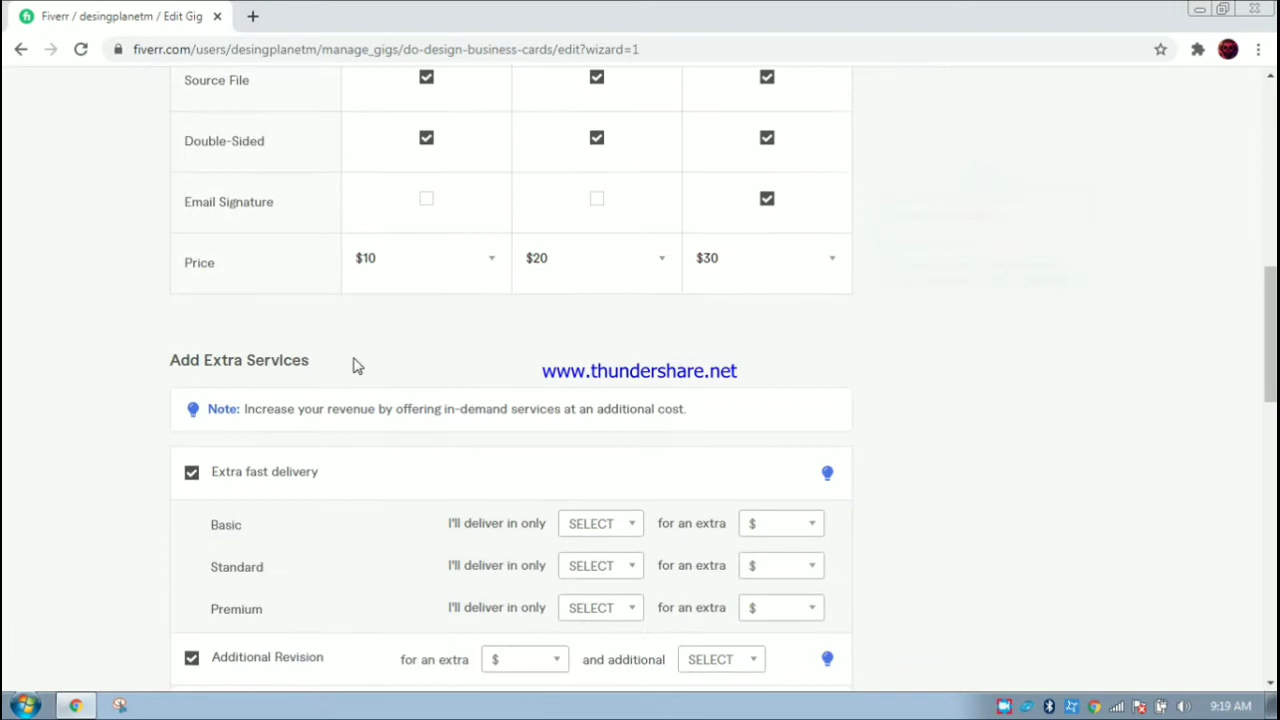 Fiverr / desingplanetm / Edit Gig
fiverr.com/users/desingplanetm/manage_gigs/do-design-business-cards/edit?wizard=1
Source File
Double-Sided
Email Signature
Price $10 $20 $30
Add Extra Services
www.thundershare.net
Note: Increase your revenue by offering in-demand services at an additional cost.
Extra fast delivery
Basic I'll deliver in only SELECT for an extra $
Standard I'll deliver in only SELECT for an extra $
Premium I'll deliver in only SELECT for an extra $
Additional Revision for an extra $ and additional SELECT
9:19 AM